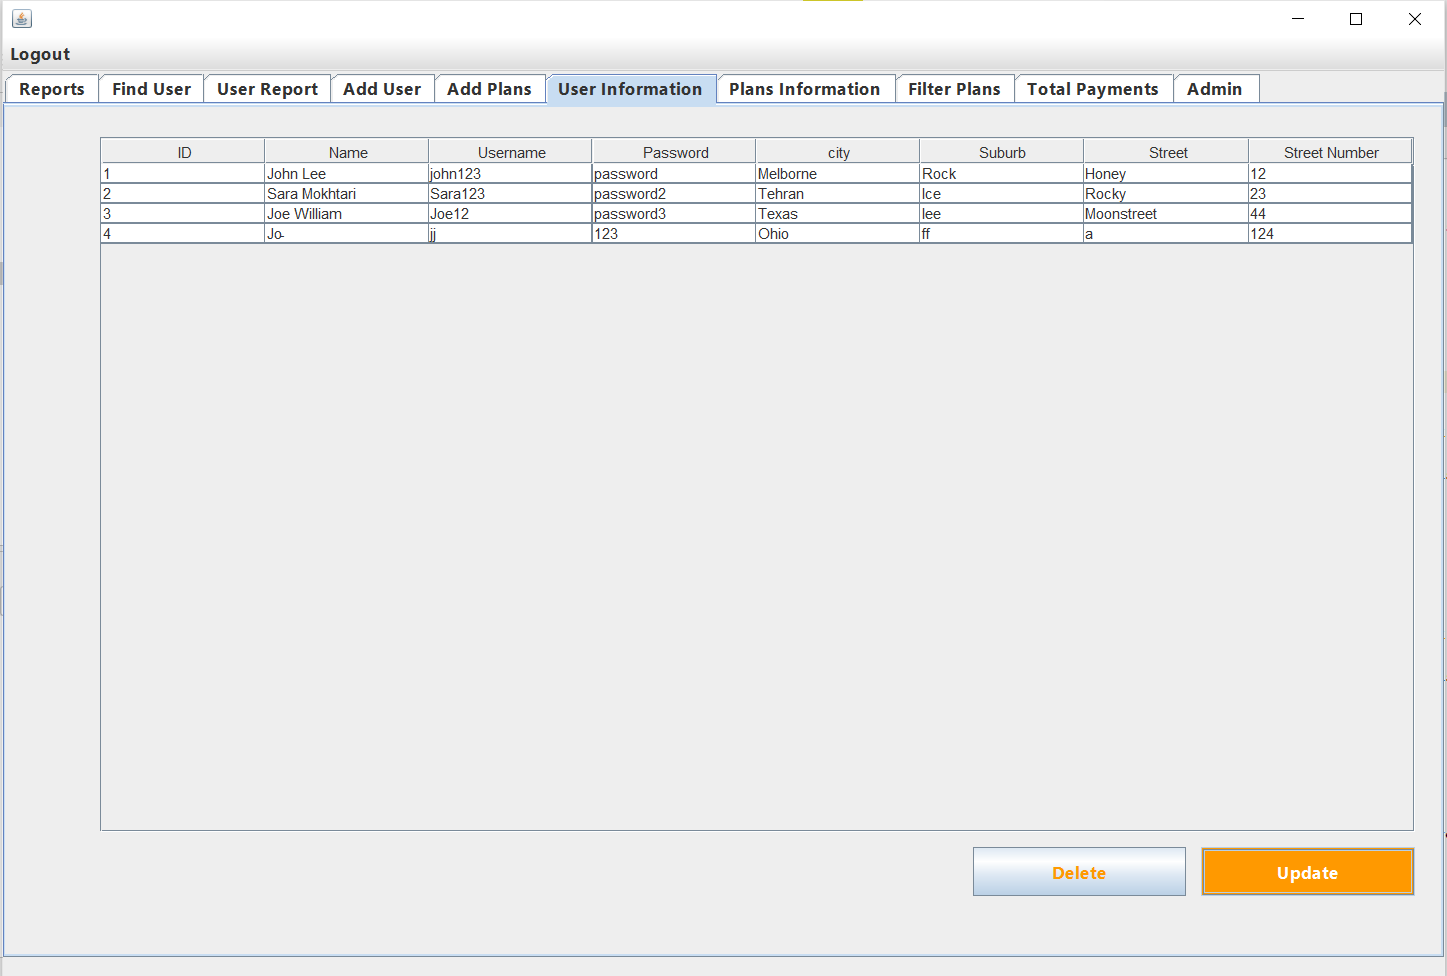 Logout
Reports Find User User Report Add User Add Plans User Information Plans Information Filter Plans Total Payments Admin
ID Name Username Password city Suburb Street Street Number
1 John Lee john123 password Melborne Rock Honey 12
2 Sara Mokhtari Sara123 password2 Tehran Ice Rocky 23
3 Joe William Joe12 password3 Texas lee Moonstreet 44
4 Jo- jj 123 Ohio ff a 124
Delete Update